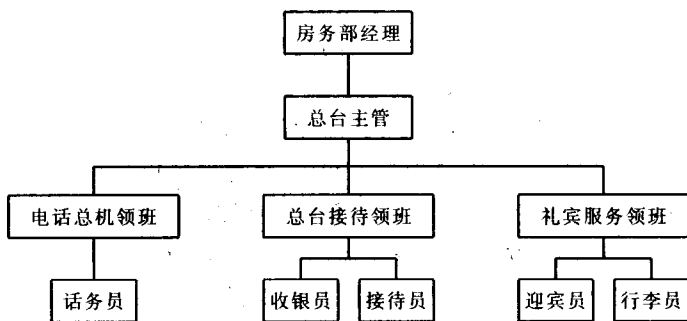 房务部经理
总台主管
电话总机领班
总台接待领班
礼宾服务领班
话务员
收银员
接待员
迎宾员
行李员